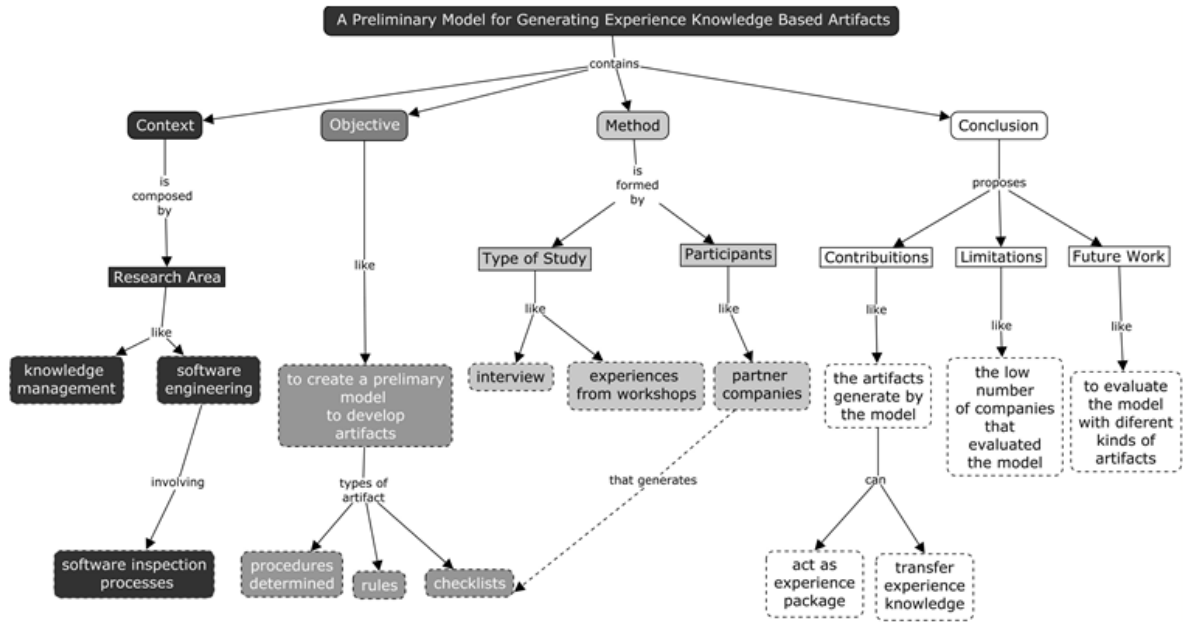 A Preliminary Model for Generating Experience Knowledge Based Artifacts
contains
Context
Objective
Method
Conclusion
is
composed
by
like
is
formed
by
proposes
Research Area
Type of Study
Participants
Contribuitions
Limitations
Future Work
like
like
like
like
like
like
knowledge
management
software
engineering
to create a prelimary
model
to develop
artifacts
interview
experiences
from workshops
partner
companies
the artifacts
generate by
the model
the low
number
of companies
that
evaluated
the model
to evaluate
the model
with diferent
kinds of
artifacts
involving
types of
artifact
that generates
can
software inspection
processes
procedures
determined
rules
checklists
act as
experience
package
transfer
experience
knowledge